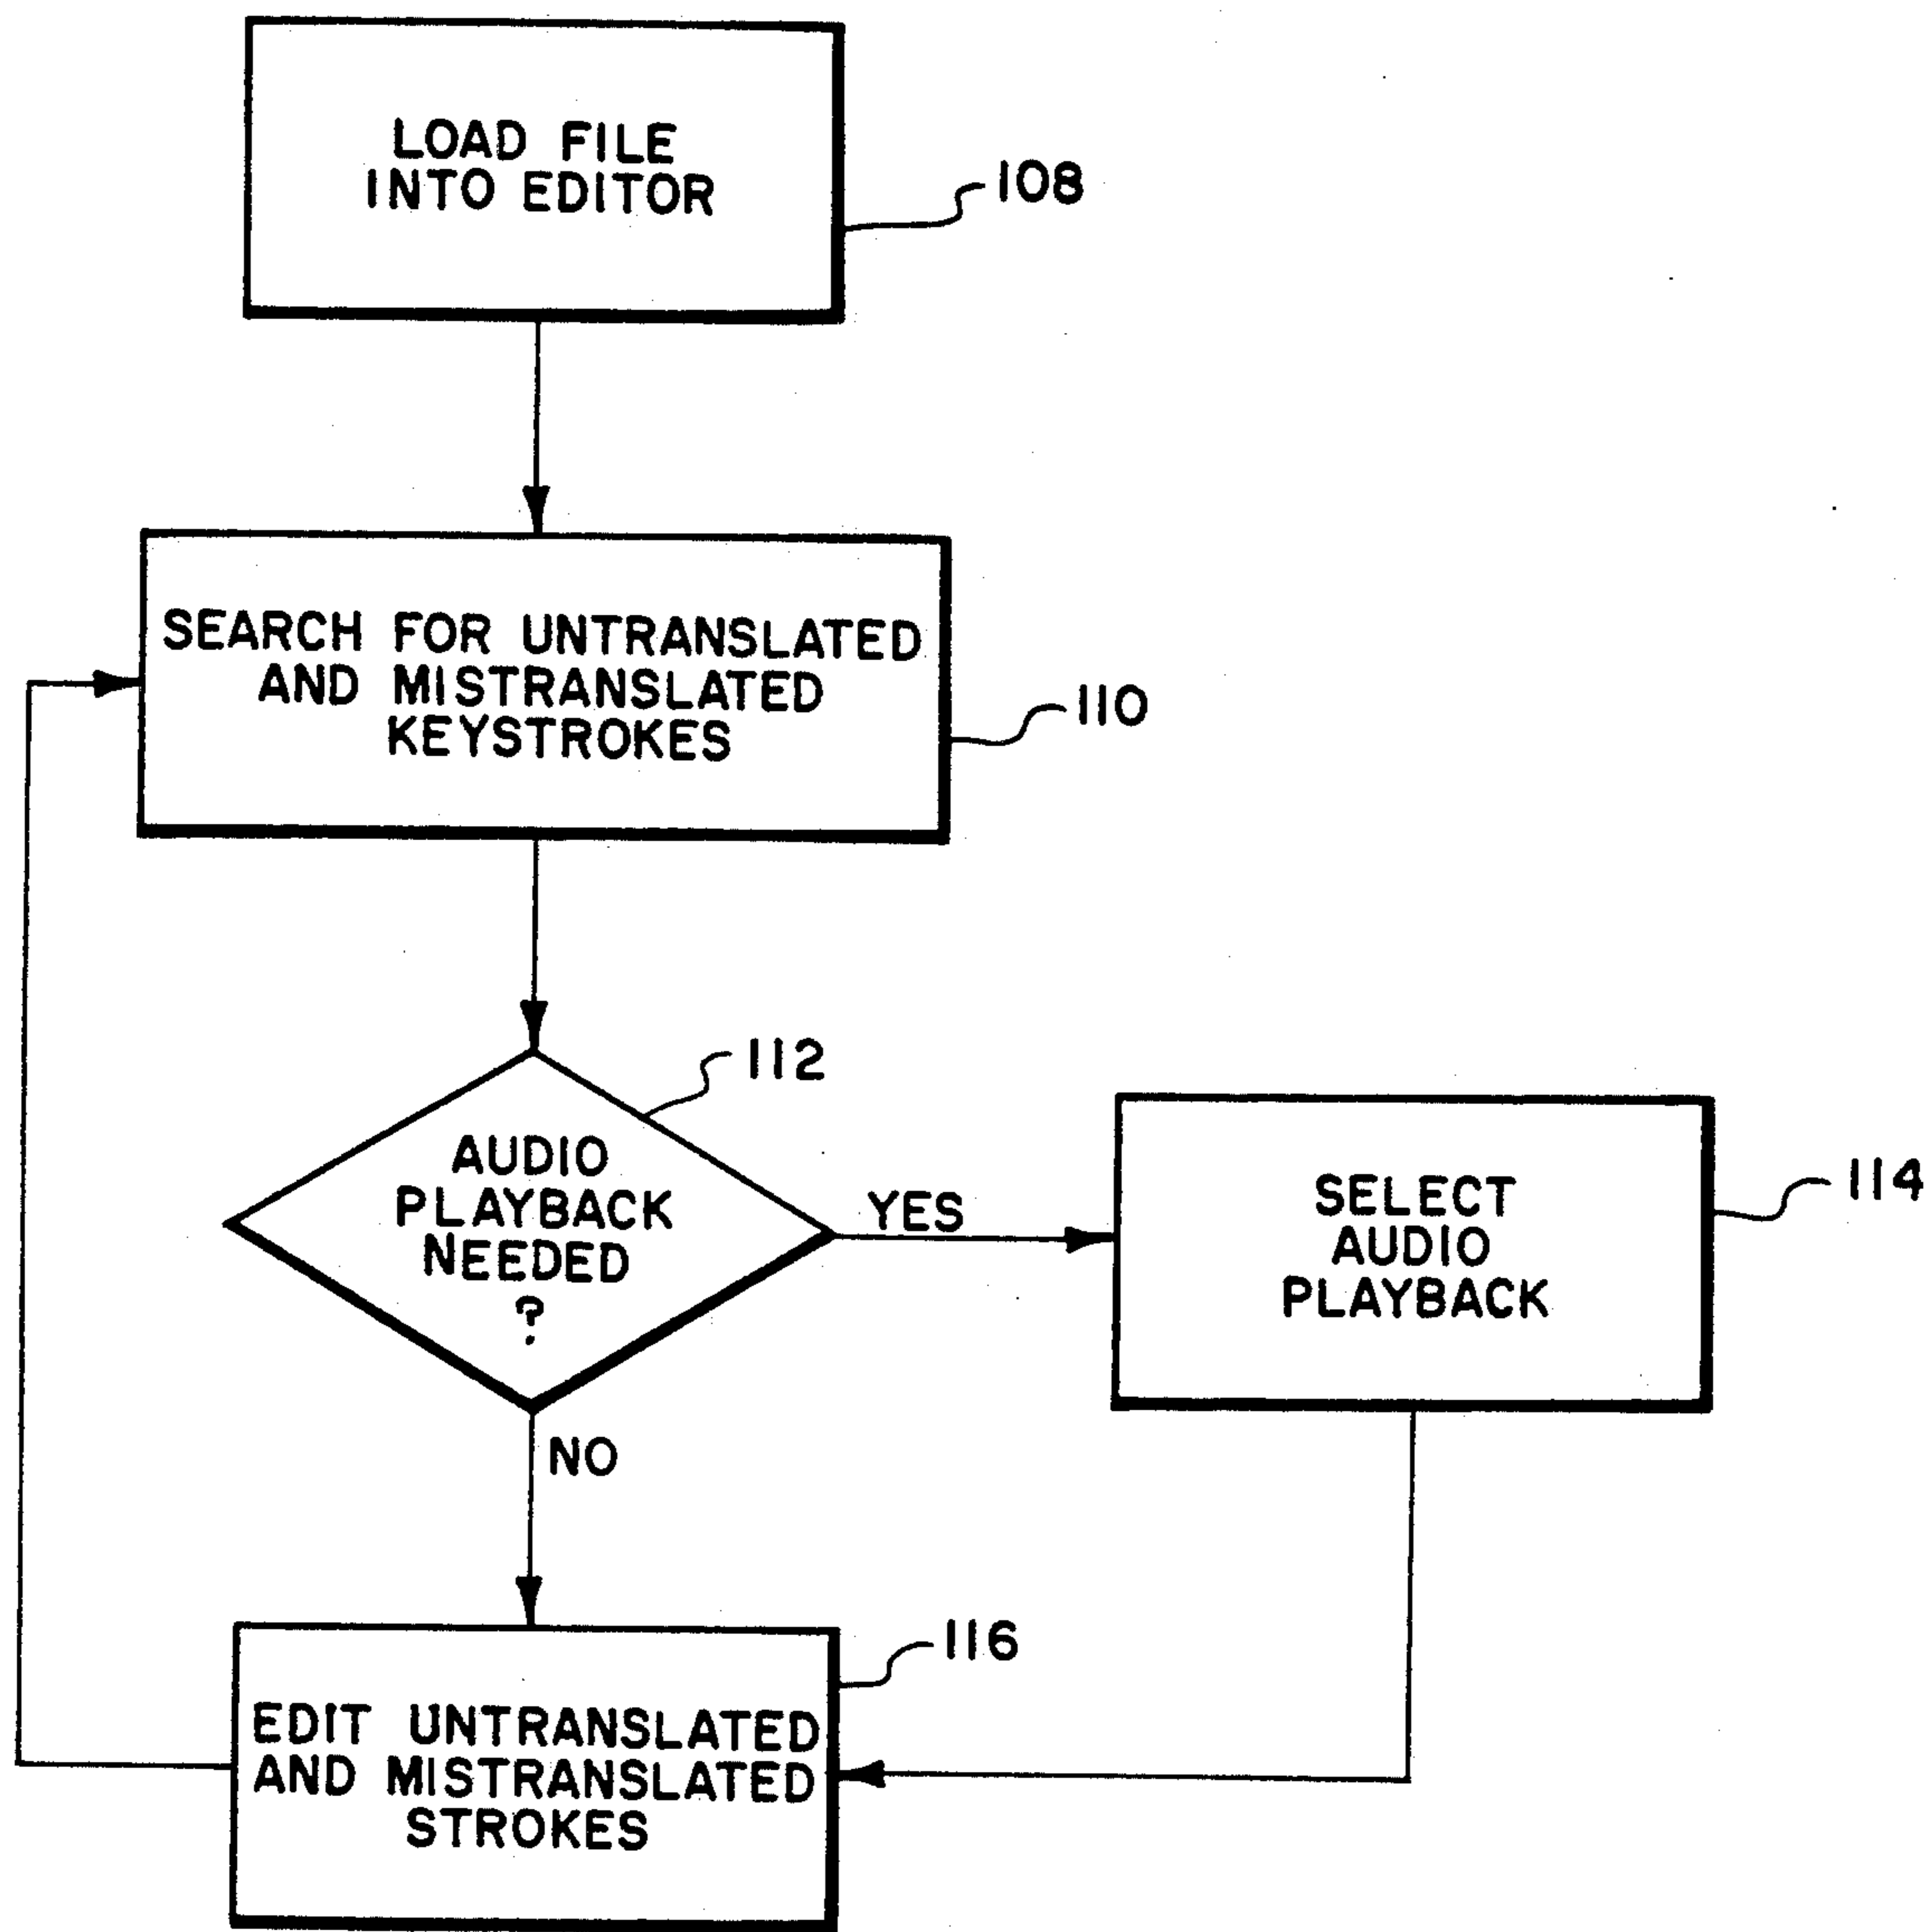 LOAD FILE
INTO EDITOR
108
SEARCH FOR UNTRANSLATED
AND MISTRANSLATED
KEYSTROKES
110
112
AUDIO
PLAYBACK
NEEDED
?
YES
SELECT
AUDIO
PLAYBACK
114
NO
116
EDIT UNTRANSLATED
AND MISTRANSLATED
STROKES